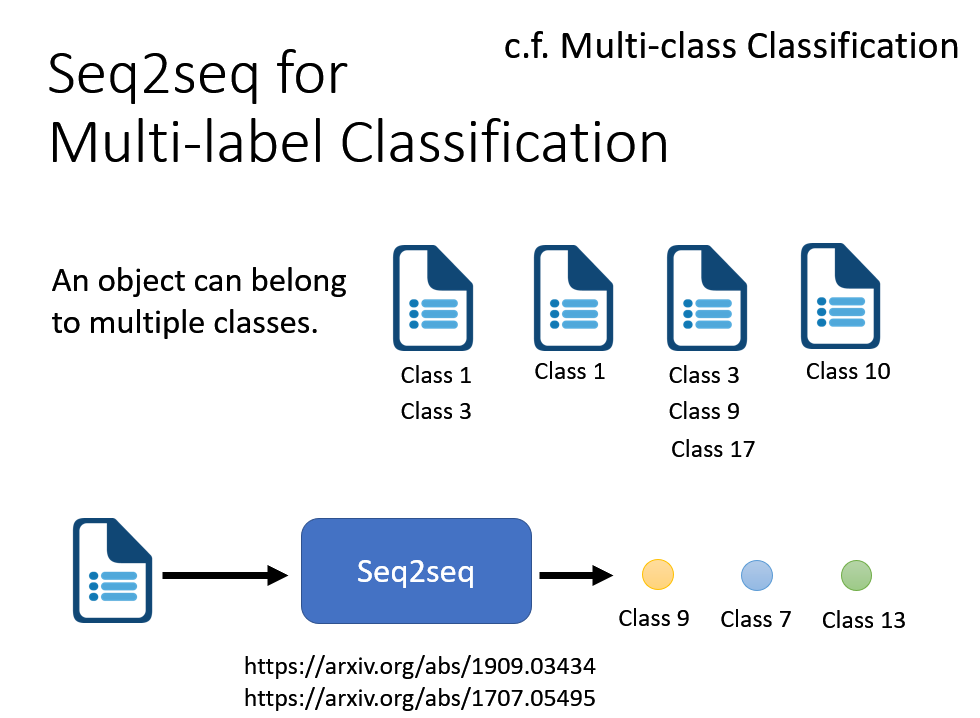 c.f. Multi-class Classification
Seq2seq for
Multi-label Classification
An object can belong
to multiple classes.
Class 1
Class 3
Class 1
Class 3
Class 9
Class 17
Class 10
Seq2seq
Class 9
Class 7
Class 13
https://arxiv.org/abs/1909.03434
https://arxiv.org/abs/1707.05495